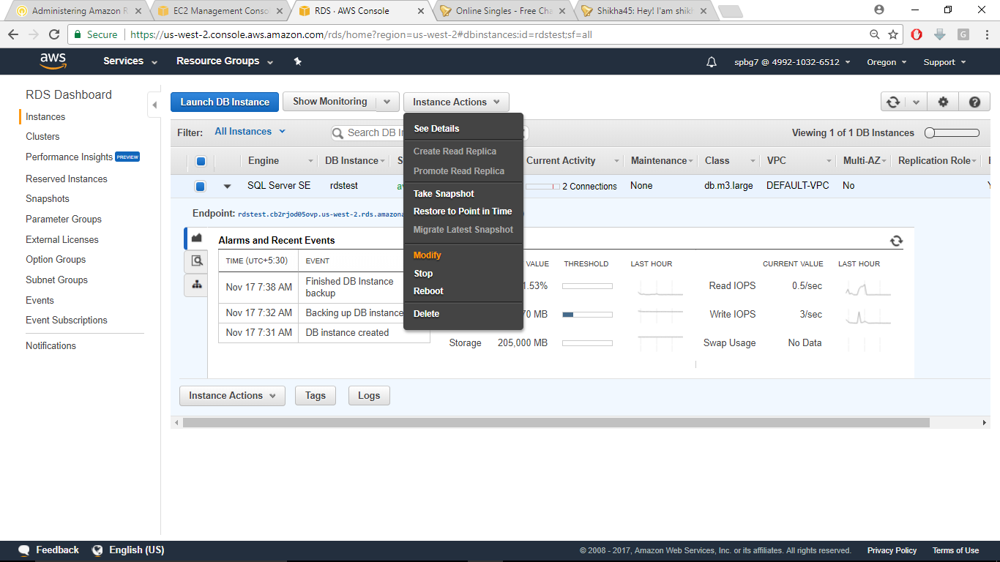 Administering Amazon R
EC2 Management Conso
RDS · AWS Console
Online Singles - Free Cha
Shikha45: Hey! I'am shikh
Secure
https://us-west-2.console.aws.amazon.com/rds/home?region=us-west-2#dbinstances:id=rdstest;sf=all
G
aws
Services
Resource Groups
spbg7 @ 4992-1032-6512
Oregon
Support
RDS Dashboard
Instances
Clusters
Performance Insights PREVIEW
Reserved Instances
Snapshots
Parameter Groups
External Licenses
Option Groups
Subnet Groups
Events
Event Subscriptions
Notifications
Launch DB Instance
Show Monitoring
Instance Actions
See Details
Create Read Replica
Promote Read Replica
Take Snapshot
Restore to Point in Time
Migrate Latest Snapshot
Modify
Stop
Reboot
Delete
Filter: All Instances
Search DB In
Viewing 1 of 1 DB Instances
Engine DB Instance S Current Activity Maintenance Class VPC Multi-AZ Replication Role
SQL Server SE rdstest av 2 Connections None db.m3.large DEFAULT-VPC No
Endpoint: rdstest.cb2rjod05ovp.us-west-2.rds.amazona
Alarms and Recent Events
TIME (UTC+5:30) EVENT
Nov 17 7:38 AM Finished DB Instance
backup
Nov 17 7:32 AM Backing up DB instance
Nov 17 7:31 AM DB instance created
VALUE THRESHOLD LAST HOUR
1.53%
70 MB
Storage 205,000 MB
CURRENT VALUE LAST HOUR
Read IOPS 0.5/sec
Write IOPS 3/sec
Swap Usage No Data
Instance Actions
Tags
Logs
Feedback
English (US)
© 2008 - 2017, Amazon Web Services, Inc. or its affiliates. All rights reserved.
Privacy Policy
Terms of Use